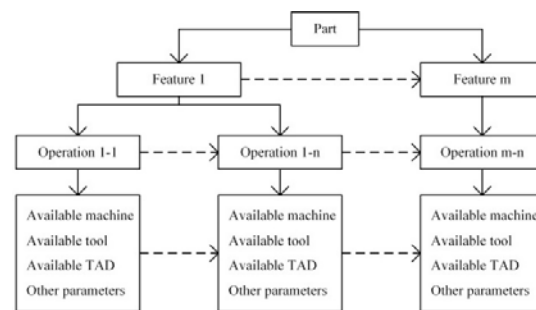 Part
Feature 1
Feature m
Operation 1-1
Operation 1-n
Operation m-n
Available machine
Available tool
Available TAD
Other parameters
Available machine
Available tool
Available TAD
Other parameters
Available machine
Available tool
Available TAD
Other parameters